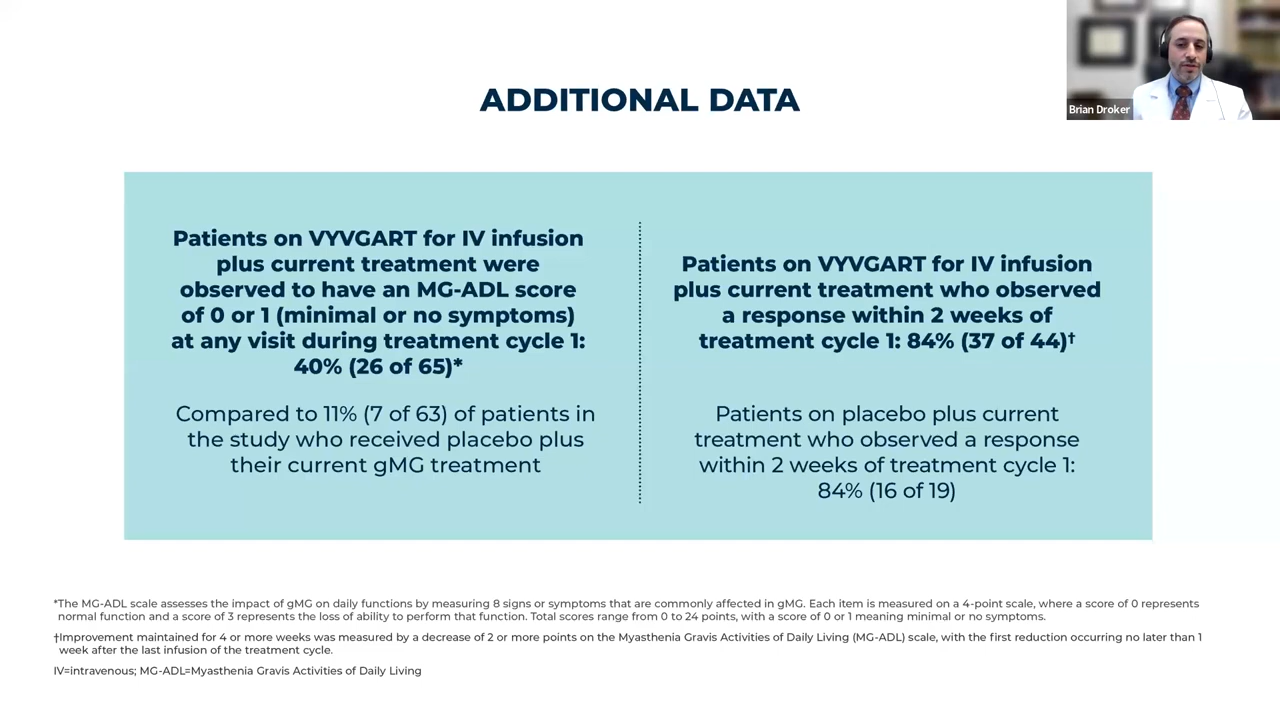 Brian Droker
ADDITIONAL DATA
Patients on VYVGART for IV infusion
plus current treatment were
observed to have an MG-ADL score
of 0 or 1 (minimal or no symptoms)
at any visit during treatment cycle 1:
40% (26 of 65)*
Compared to 11% (7 of 63) of patients in
the study who received placebo plus
their current gMG treatment
Patients on VYVGART for IV infusion
plus current treatment who observed
a response within 2 weeks of
treatment cycle 1: 84% (37 of 44)†
Patients on placebo plus current
treatment who observed a response
within 2 weeks of treatment cycle 1:
84% (16 of 19)
*The MG-ADL scale assesses the impact of gMG on daily functions by measuring 8 signs or symptoms that are commonly affected in gMG. Each item is measured on a 4-point scale, where a score of 0 represents
normal function and a score of 3 represents the loss of ability to perform that function. Total scores range from 0 to 24 points, with a score of 0 or 1 meaning minimal or no symptoms.
†Improvement maintained for 4 or more weeks was measured by a decrease of 2 or more points on the Myasthenia Gravis Activities of Daily Living (MG-ADL) scale, with the first reduction occurring no later than 1
week after the last infusion of the treatment cycle.
IV=intravenous; MG-ADL=Myasthenia Gravis Activities of Daily Living